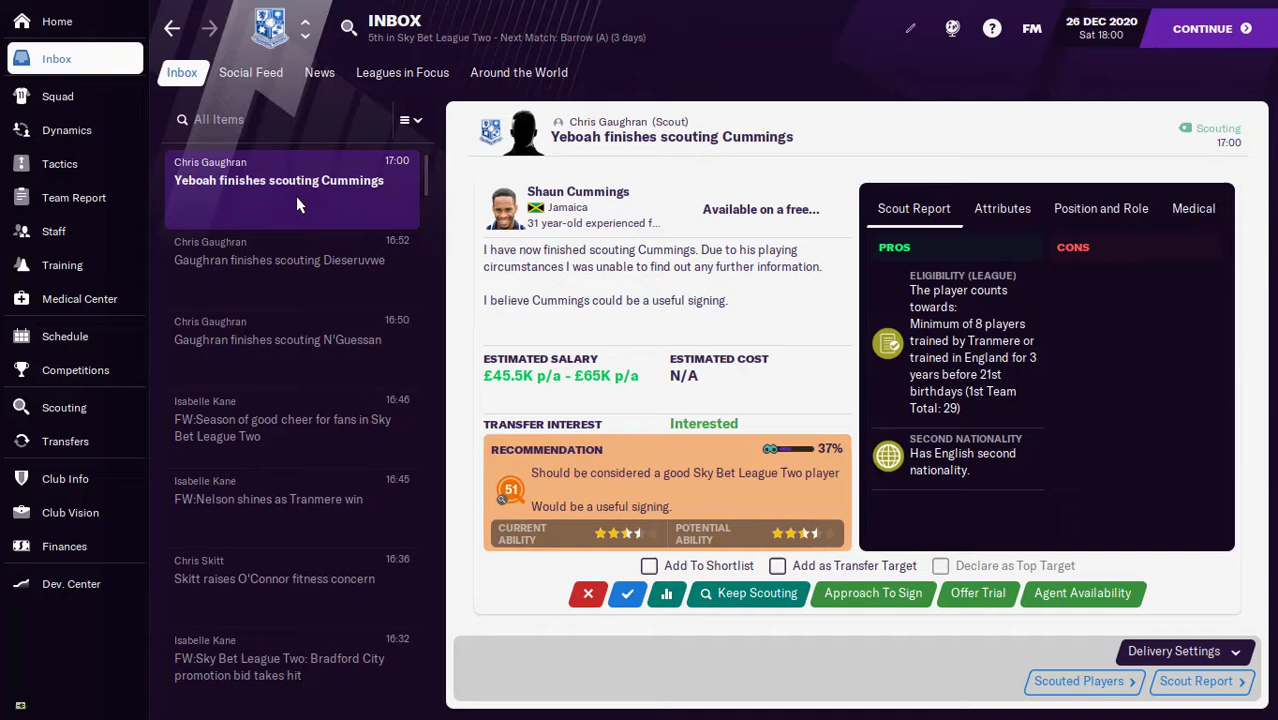 Home
Inbox
Squad
Dynamics
Tactics
Team Report
Staff
Training
Medical Center
Schedule
Competitions
Scouting
Transfers
Club Info
Club Vision
Finances
Dev. Center
INBOX
5th in Sky Bet League Two - Next Match: Barrow (A) (3 days)
FM
26 DEC 2020
Sat 18:00
CONTINUE
Inbox
Social Feed
News
Leagues in Focus
Around the World
All Items
Chris Gaughran 17:00
Yeboah finishes scouting Cummings
Chris Gaughran 16:52
Gaughran finishes scouting Dieseruvwe
Chris Gaughran 16:50
Gaughran finishes scouting N'Guessan
Isabelle Kane 16:46
FW:Season of good cheer for fans in Sky
Bet League Two
Isabelle Kane 16:45
FW:Nelson shines as Tranmere win
Chris Skitt 16:36
Skitt raises O'Connor fitness concern
Isabelle Kane 16:32
FW:Sky Bet League Two: Bradford City
promotion bid takes hit
Chris Gaughran (Scout)
Yeboah finishes scouting Cummings
Scouting
17:00
Shaun Cummings
Jamaica
31 year-old experienced f...
Available on a free...
I have now finished scouting Cummings. Due to his playing
circumstances I was unable to find out any further information.
I believe Cummings could be a useful signing.
ESTIMATED SALARY
£45.5K p/a - £65K p/a
ESTIMATED COST
N/A
TRANSFER INTEREST
Interested
RECOMMENDATION
37%
51
Should be considered a good Sky Bet League Two player
Would be a useful signing.
CURRENT
ABILITY
POTENTIAL
ABILITY
Scout Report
Attributes
Position and Role
Medical
PROS
CONS
ELIGIBILITY (LEAGUE)
The player counts
towards:
Minimum of 8 players
trained by Tranmere or
trained in England for 3
years before 21st
birthdays (1st Team
Total: 29)
SECOND NATIONALITY
Has English second
nationality.
Add To Shortlist
Add as Transfer Target
Declare as Top Target
Keep Scouting
Approach To Sign
Offer Trial
Agent Availability
Delivery Settings
Scouted Players
Scout Report